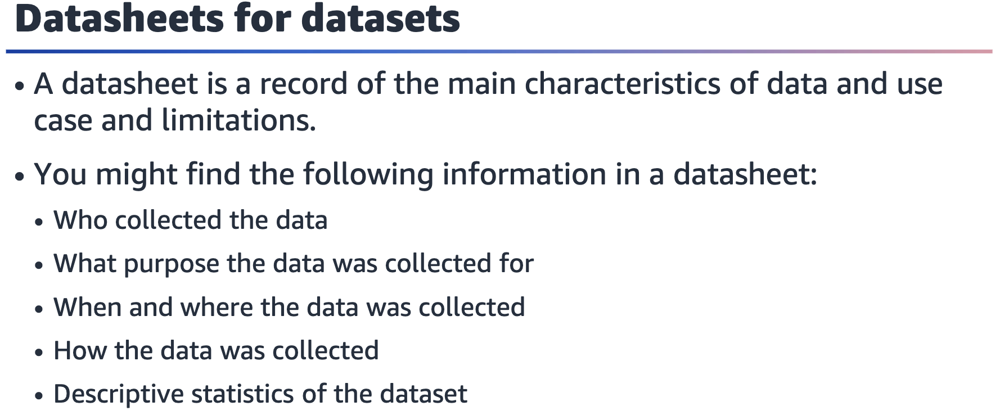 Datasheets for datasets
• A datasheet is a record of the main characteristics of data and use
case and limitations.
• You might find the following information in a datasheet:
• Who collected the data
• What purpose the data was collected for
• When and where the data was collected
• How the data was collected
• Descriptive statistics of the dataset